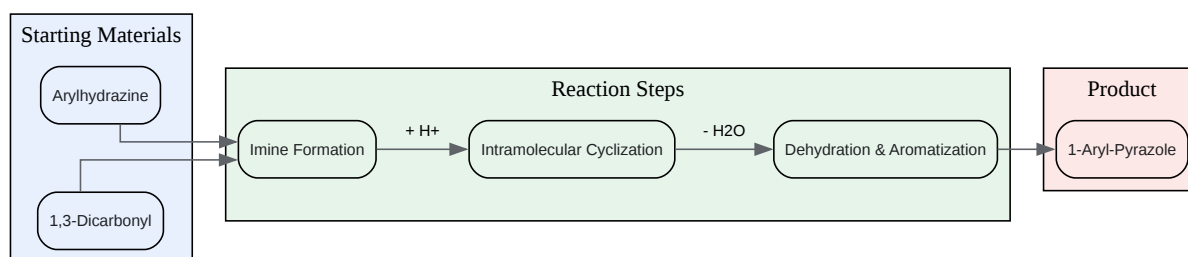 Starting Materials
Arylhydrazine
1,3-Dicarbonyl
Reaction Steps
Imine Formation
+ H+
Intramolecular Cyclization
- H2O
Dehydration & Aromatization
Product
1-Aryl-Pyrazole